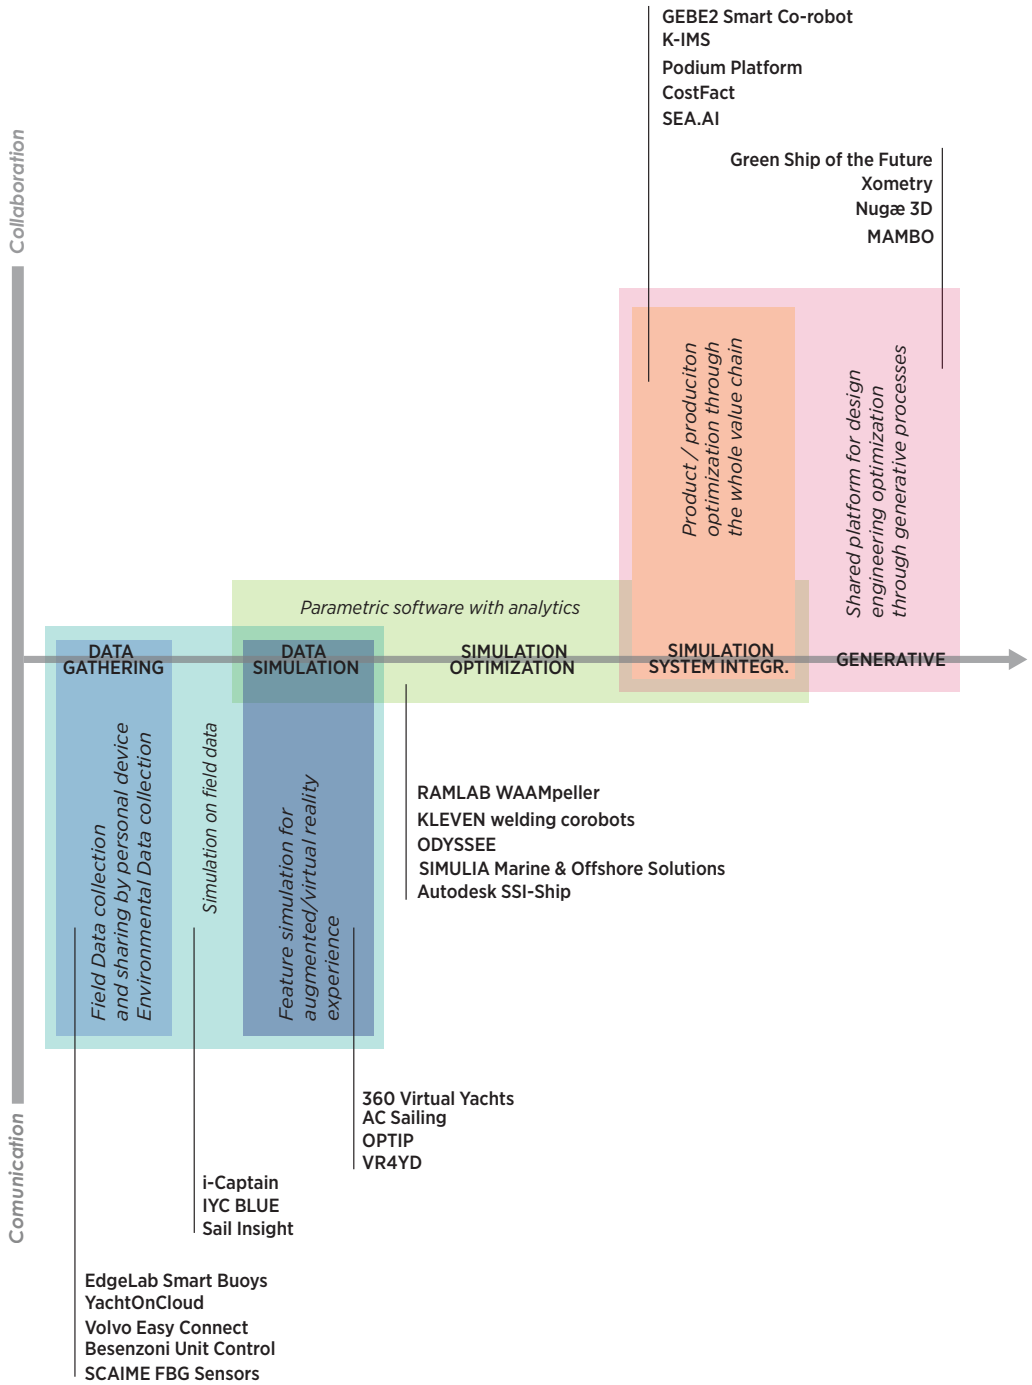 GEBE2 Smart Co-robot
K-IMS
Podium Platform
CostFact
SEA.AI
Green Ship of the Future
Xometry
Nugæ 3D
MAMBO
Collaboration
Product / produciton
optimization through
the whole value chain
Shared platform for design
engineering optimization
through generative processes
Parametric software with analytics
DATA
GATHERING
DATA
SIMULATION
SIMULATION
OPTIMIZATION
SIMULATION
SYSTEM INTEGR.
GENERATIVE
Field Data collection
and sharing by personal device
Environmental Data collection
Simulation on field data
Feature simulation for
augmented/virtual reality
experience
RAMLAB WAAMpeller
KLEVEN welding corobots
ODYSSEE
SIMULIA Marine & Offshore Solutions
Autodesk SSI-Ship
Comunication
360 Virtual Yachts
AC Sailing
OPTIP
VR4YD
i-Captain
IYC BLUE
Sail Insight
EdgeLab Smart Buoys
YachtOnCloud
Volvo Easy Connect
Besenzoni Unit Control
SCAIME FBG Sensors